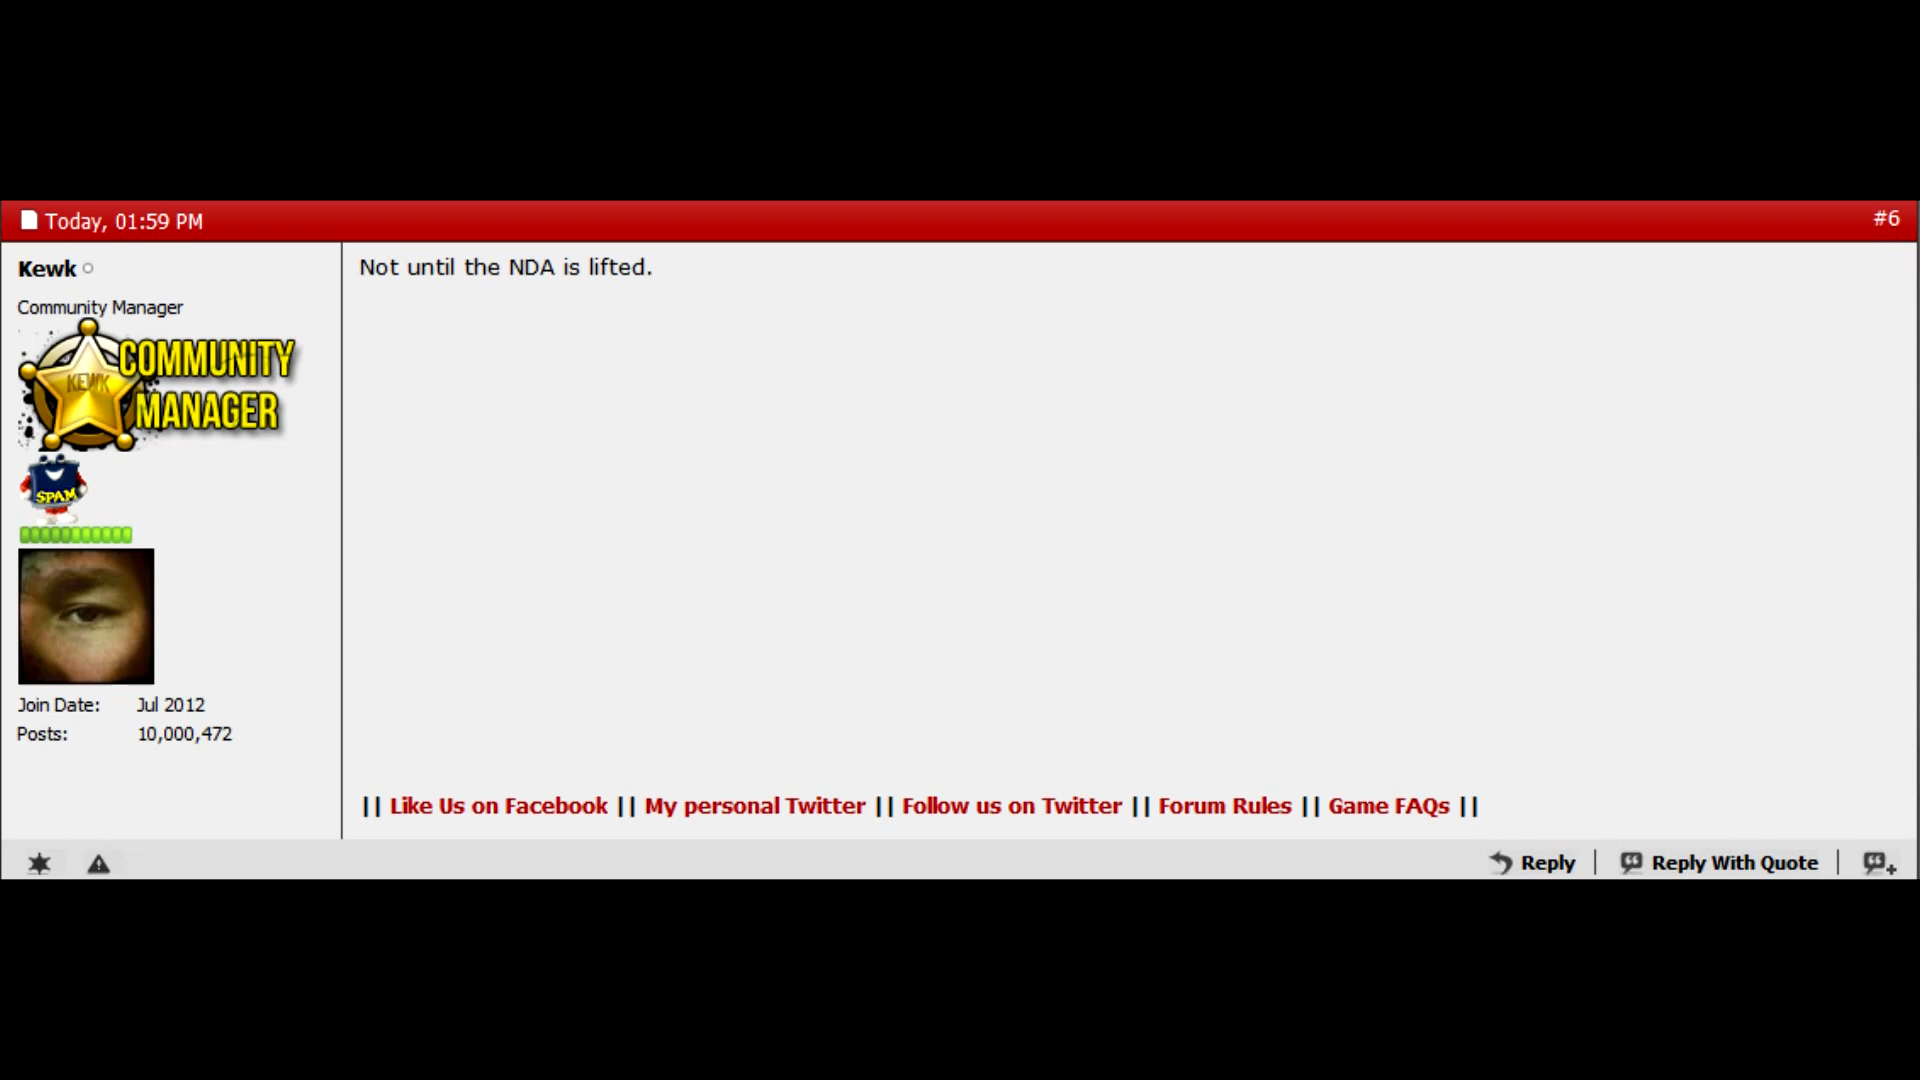 Today, 01:59 PM
#6
Kewk
Not until the NDA is lifted.
Community Manager
KEWK
COMMUNITY
MANAGER
SPAM
Join Date: Jul 2012
Posts: 10,000,472
|| Like Us on Facebook || My personal Twitter || Follow us on Twitter || Forum Rules || Game FAQs ||
Reply | Reply With Quote |